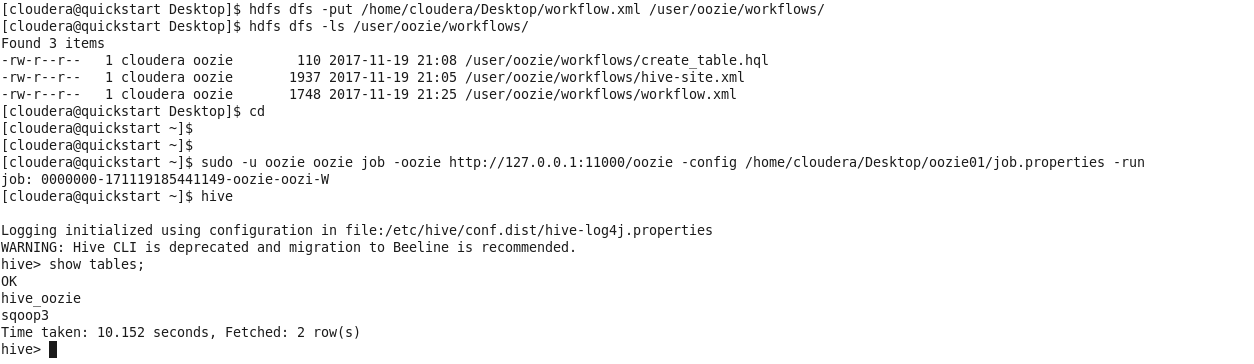 [cloudera@quickstart Desktop]$ hdfs dfs -put /home/cloudera/Desktop/workflow.xml /user/oozie/workflows/
[cloudera@quickstart Desktop]$ hdfs dfs -ls /user/oozie/workflows/
Found 3 items
-rw-r--r--   1 cloudera oozie        110 2017-11-19 21:08 /user/oozie/workflows/create_table.hql
-rw-r--r--   1 cloudera oozie       1937 2017-11-19 21:05 /user/oozie/workflows/hive-site.xml
-rw-r--r--   1 cloudera oozie       1748 2017-11-19 21:25 /user/oozie/workflows/workflow.xml
[cloudera@quickstart Desktop]$ cd
[cloudera@quickstart ~]$
[cloudera@quickstart ~]$
[cloudera@quickstart ~]$ sudo -u oozie oozie job -oozie http://127.0.0.1:11000/oozie -config /home/cloudera/Desktop/oozie01/job.properties -run
job: 0000000-171119185441149-oozie-oozi-W
[cloudera@quickstart ~]$ hive

Logging initialized using configuration in file:/etc/hive/conf.dist/hive-log4j.properties
WARNING: Hive CLI is deprecated and migration to Beeline is recommended.
hive> show tables;
OK
hive_oozie
sqoop3
Time taken: 10.152 seconds, Fetched: 2 row(s)
hive>